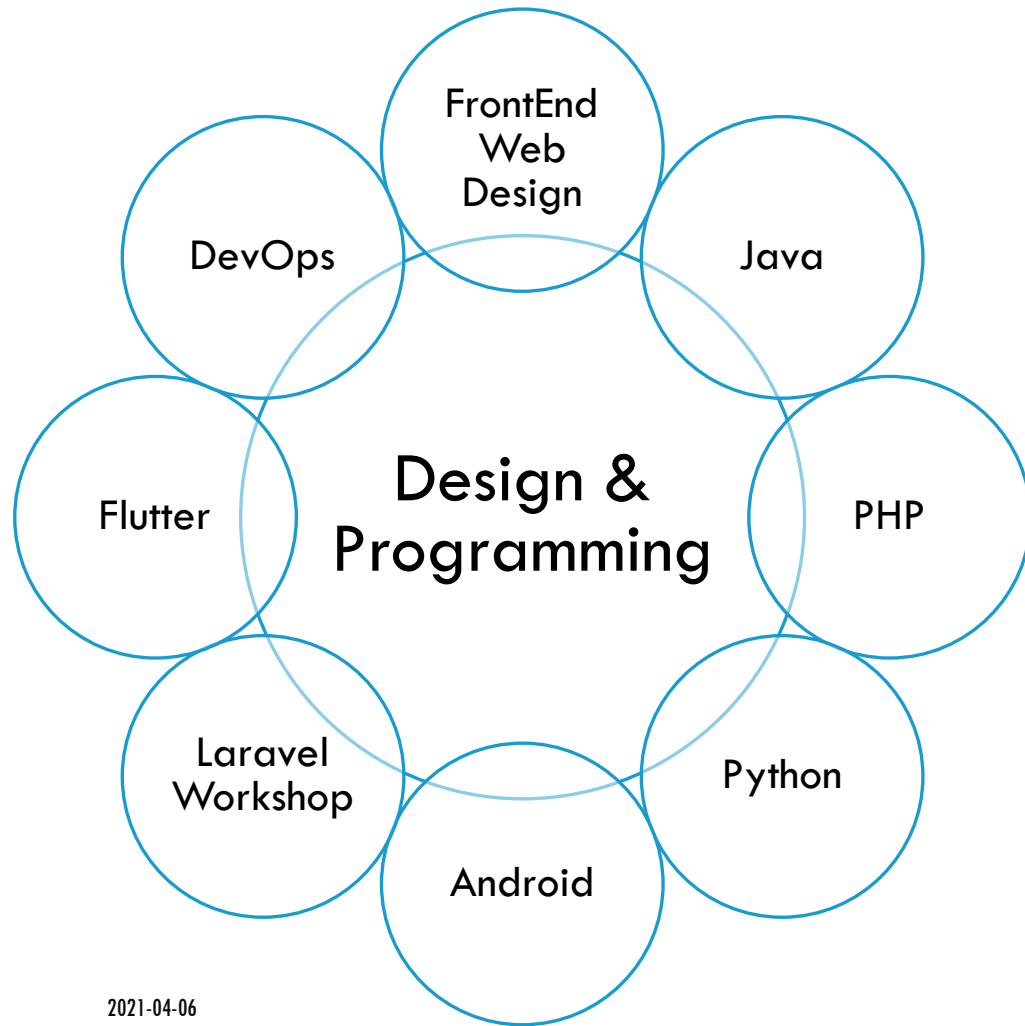 FrontEnd
Web
Design
DevOps
Java
Flutter
Design &
Programming
PHP
Laravel
Workshop
Python
Android
2021-04-06